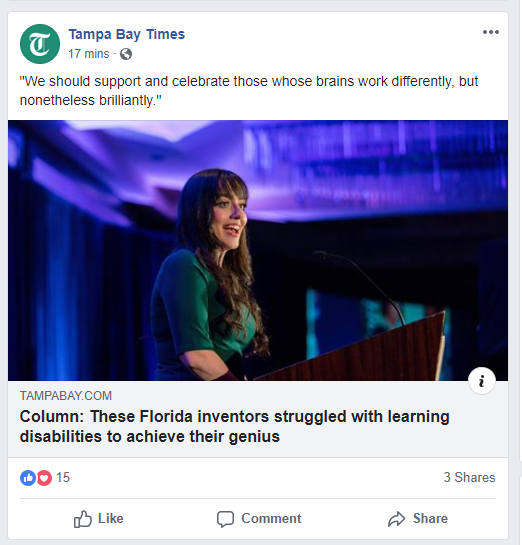 Tampa Bay Times
17 mins ·
"We should support and celebrate those whose brains work differently, but
nonetheless brilliantly."
TAMPABAY.COM
Column: These Florida inventors struggled with learning
disabilities to achieve their genius
15
3 Shares
Like
Comment
Share